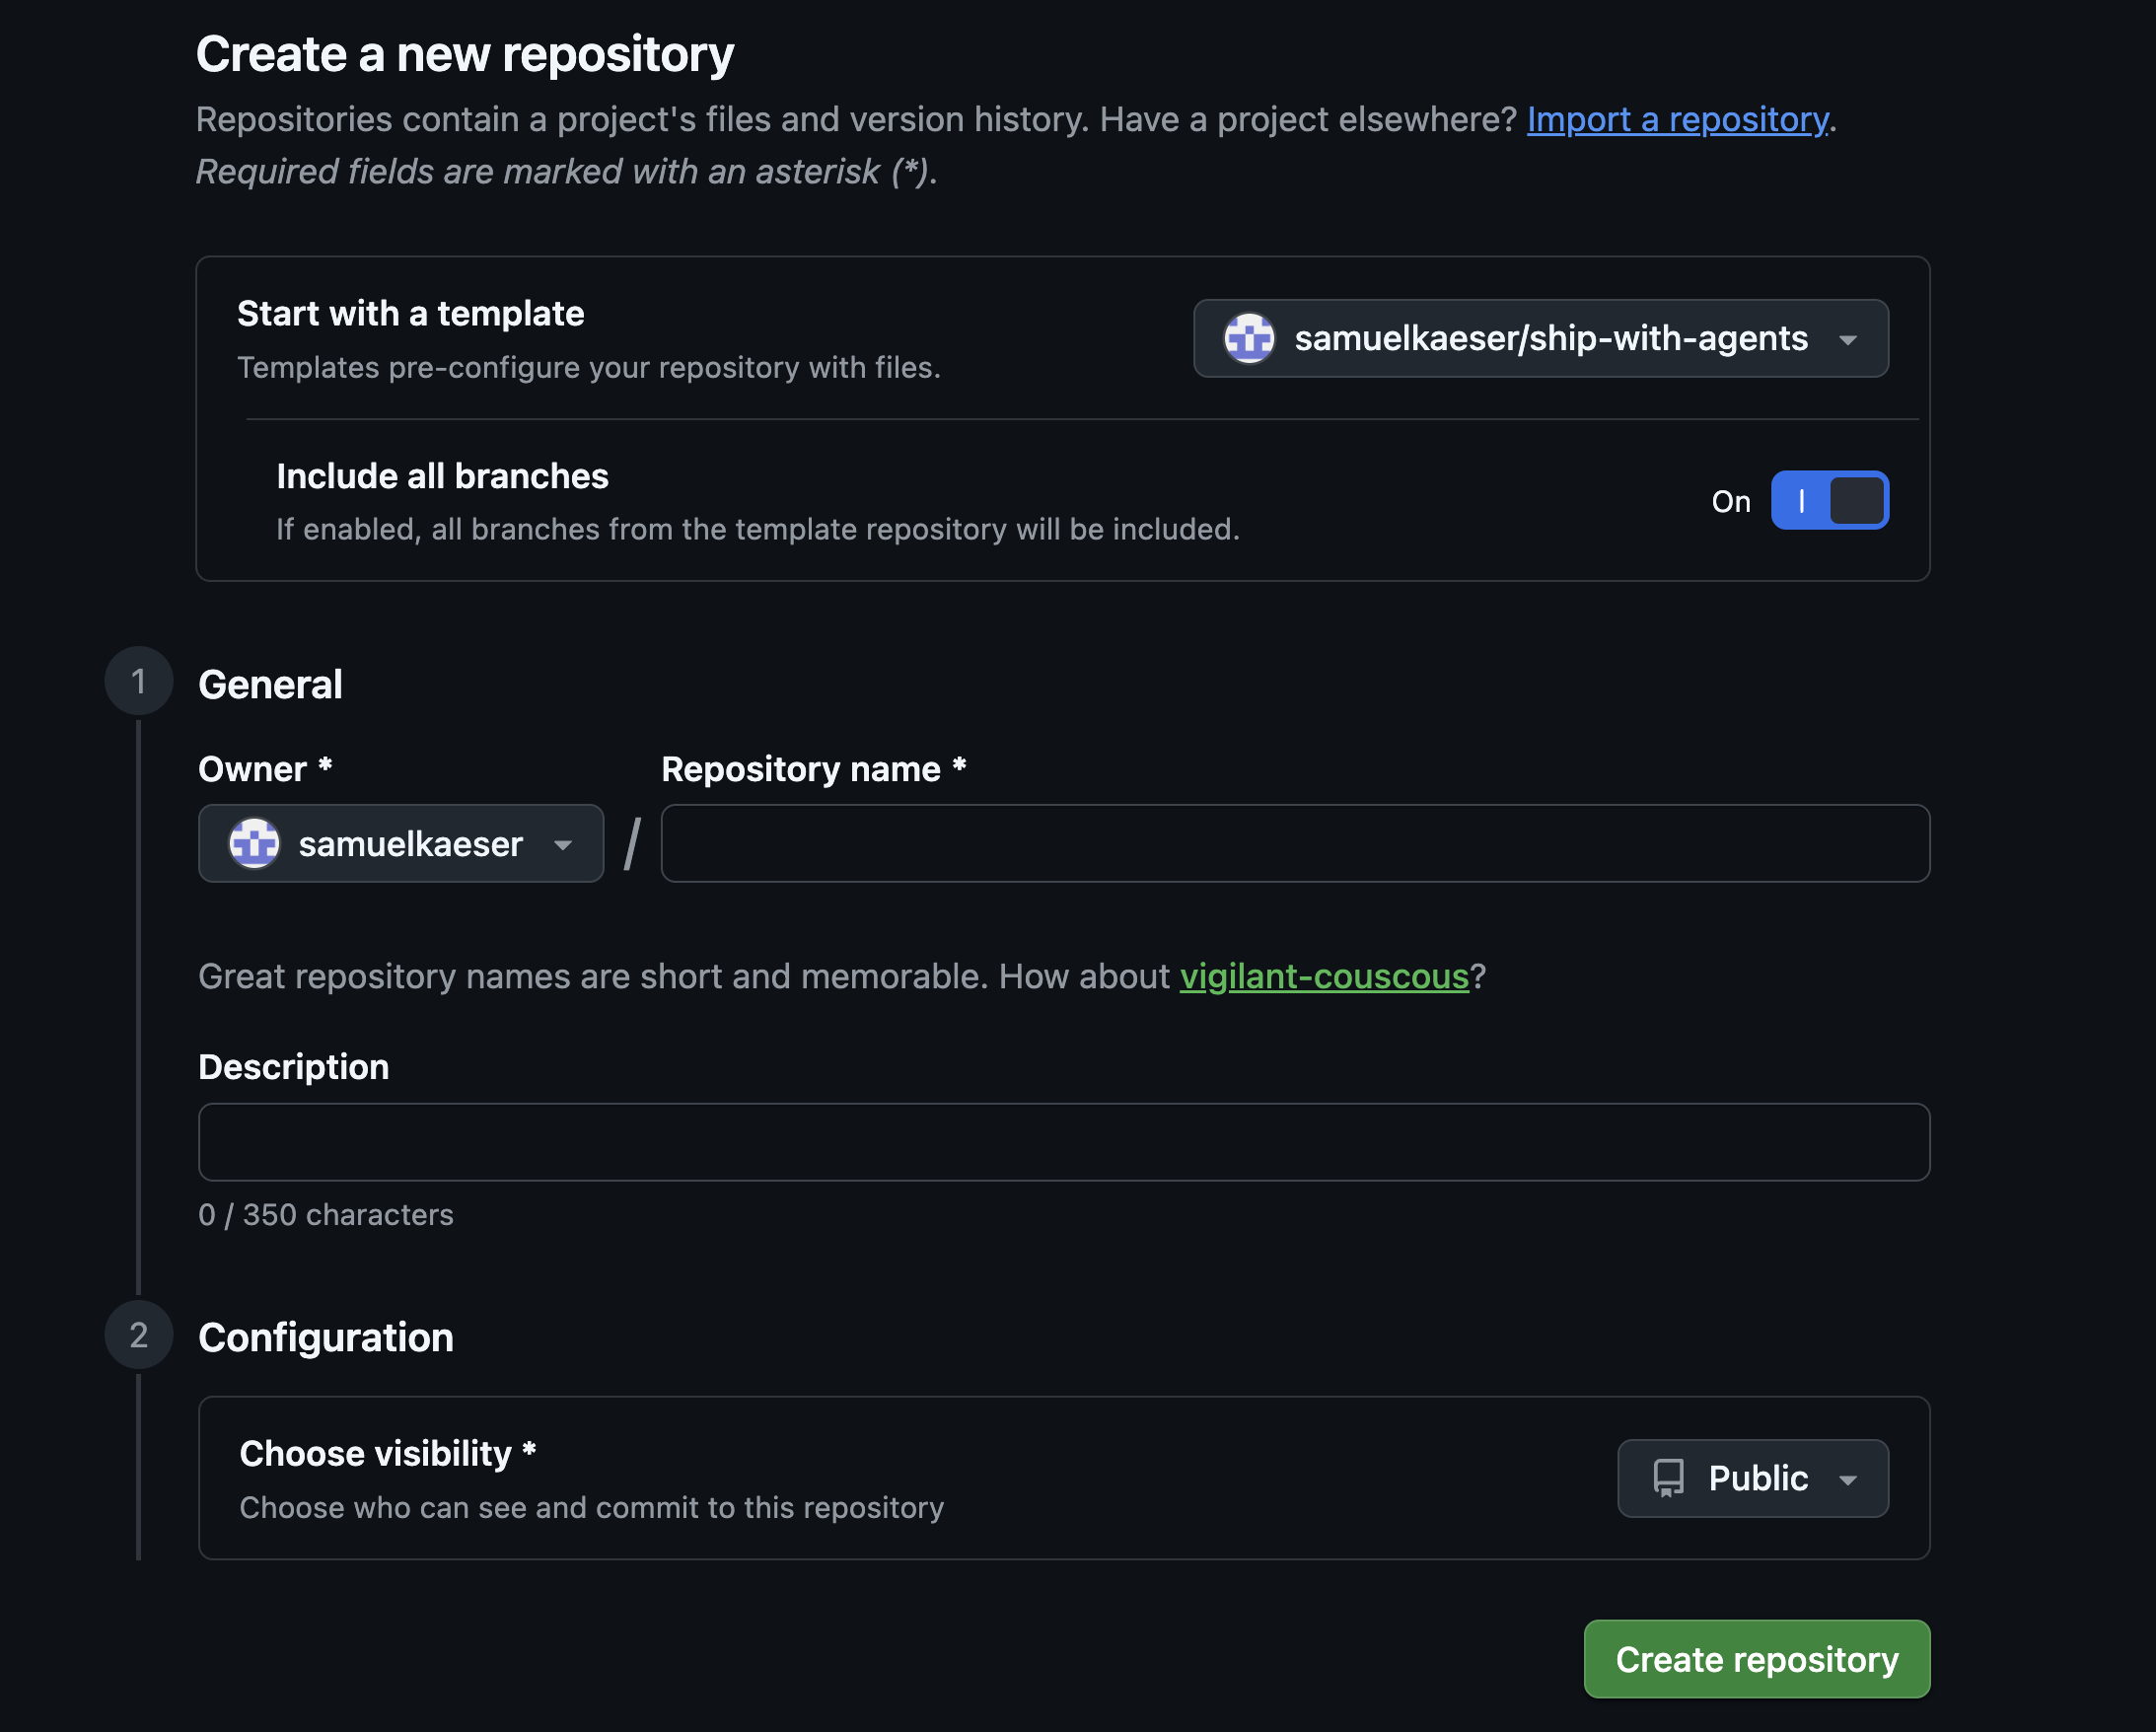 Create a new repository
Repositories contain a project's files and version history. Have a project elsewhere? Import a repository.
Required fields are marked with an asterisk (*).
Start with a template
Templates pre-configure your repository with files.
samuelkaeser/ship-with-agents
Include all branches
If enabled, all branches from the template repository will be included.
On
1
General
Owner *
Repository name *
samuelkaeser
/
Great repository names are short and memorable. How about vigilant-couscous?
Description
0 / 350 characters
2
Configuration
Choose visibility *
Choose who can see and commit to this repository
Public
Create repository